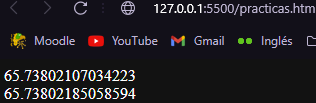 127.0.0.1:5500/practicas.htm
Moodle YouTube Gmail Inglés
65.73802107034223
65.73802185058594